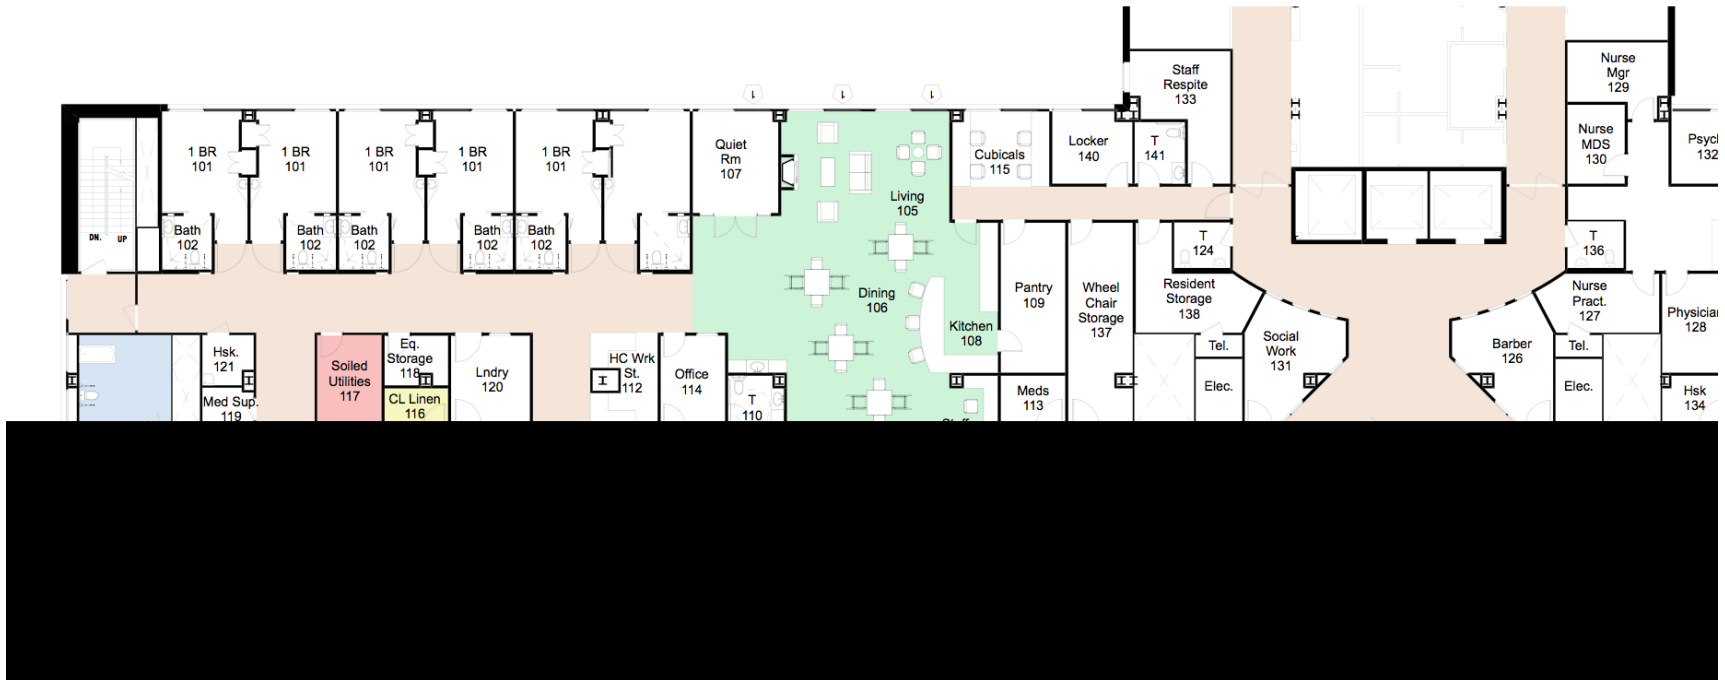 Staff
Respite
133
Nurse
Mgr
129
1
1
1
1 BR
101
1 BR
101
1 BR
101
1 BR
101
1 BR
101
Quiet
Rm
107
Cubicals
115
Locker
140
T
141
Nurse
MDS
130
Psych
132
Living
105
DN. UP
Bath
102
Bath
102
Bath
102
Bath
102
Bath
102
T
124
T
136
Dining
106
Pantry
109
Wheel
Chair
Storage
137
Resident
Storage
138
Nurse
Pract.
127
Physician
128
Kitchen
108
Social
Work
131
Barber
126
Tel.
Tel.
Hsk.
121
Soiled
Utilities
117
Eq.
Storage
118
Lndry
120
HC Wrk
St.
112
Office
114
Elec.
Elec.
Meds
113
Hsk
134
Med Sup.
119
CL Linen
116
T
110